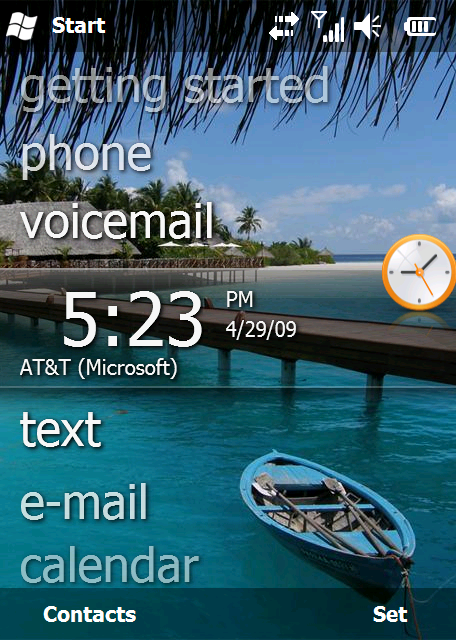 Start
getting started
phone
voicemail
5:23 PM
4/29/09
AT&T (Microsoft)
text
e-mail
calendar
Contacts Set